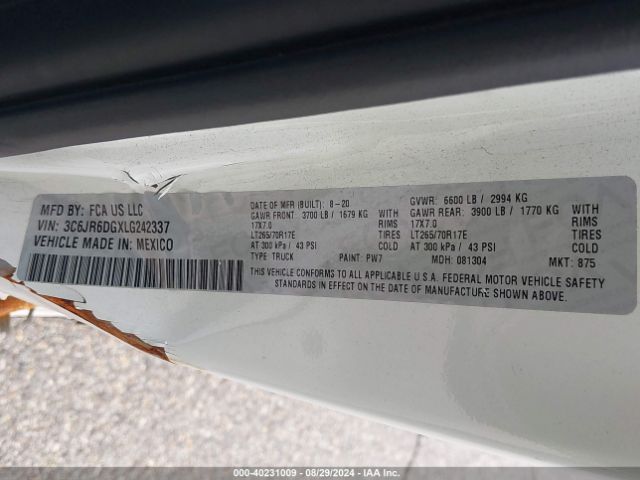 MFD BY: FCA US LLC
VIN: 3C6JR6DGXLG242337
VEHICLE MADE IN: MEXICO
DATE OF MFR (BUILT): 8-20 GVWR: 6600 LB / 2994 KG
GAWR FRONT: 3700 LB / 1679 KG WITH GAWR REAR: 3900 LB / 1770 KG WITH
17X7.0 RIMS 17X7.0 RIMS
LT265/70R17E TIRES LT265/70R17E TIRES
AT 300 kPa / 43 PSI COLD AT 300 kPa / 43 PSI COLD
TYPE: TRUCK PAINT: PW7 MDH: 081304 MKT: 875
THIS VEHICLE CONFORMS TO ALL APPLICABLE U.S.A. FEDERAL MOTOR VEHICLE SAFETY
STANDARDS IN EFFECT ON THE DATE OF MANUFACTURE SHOWN ABOVE.
000-40231009 - 08/29/2024 - IAA Inc.